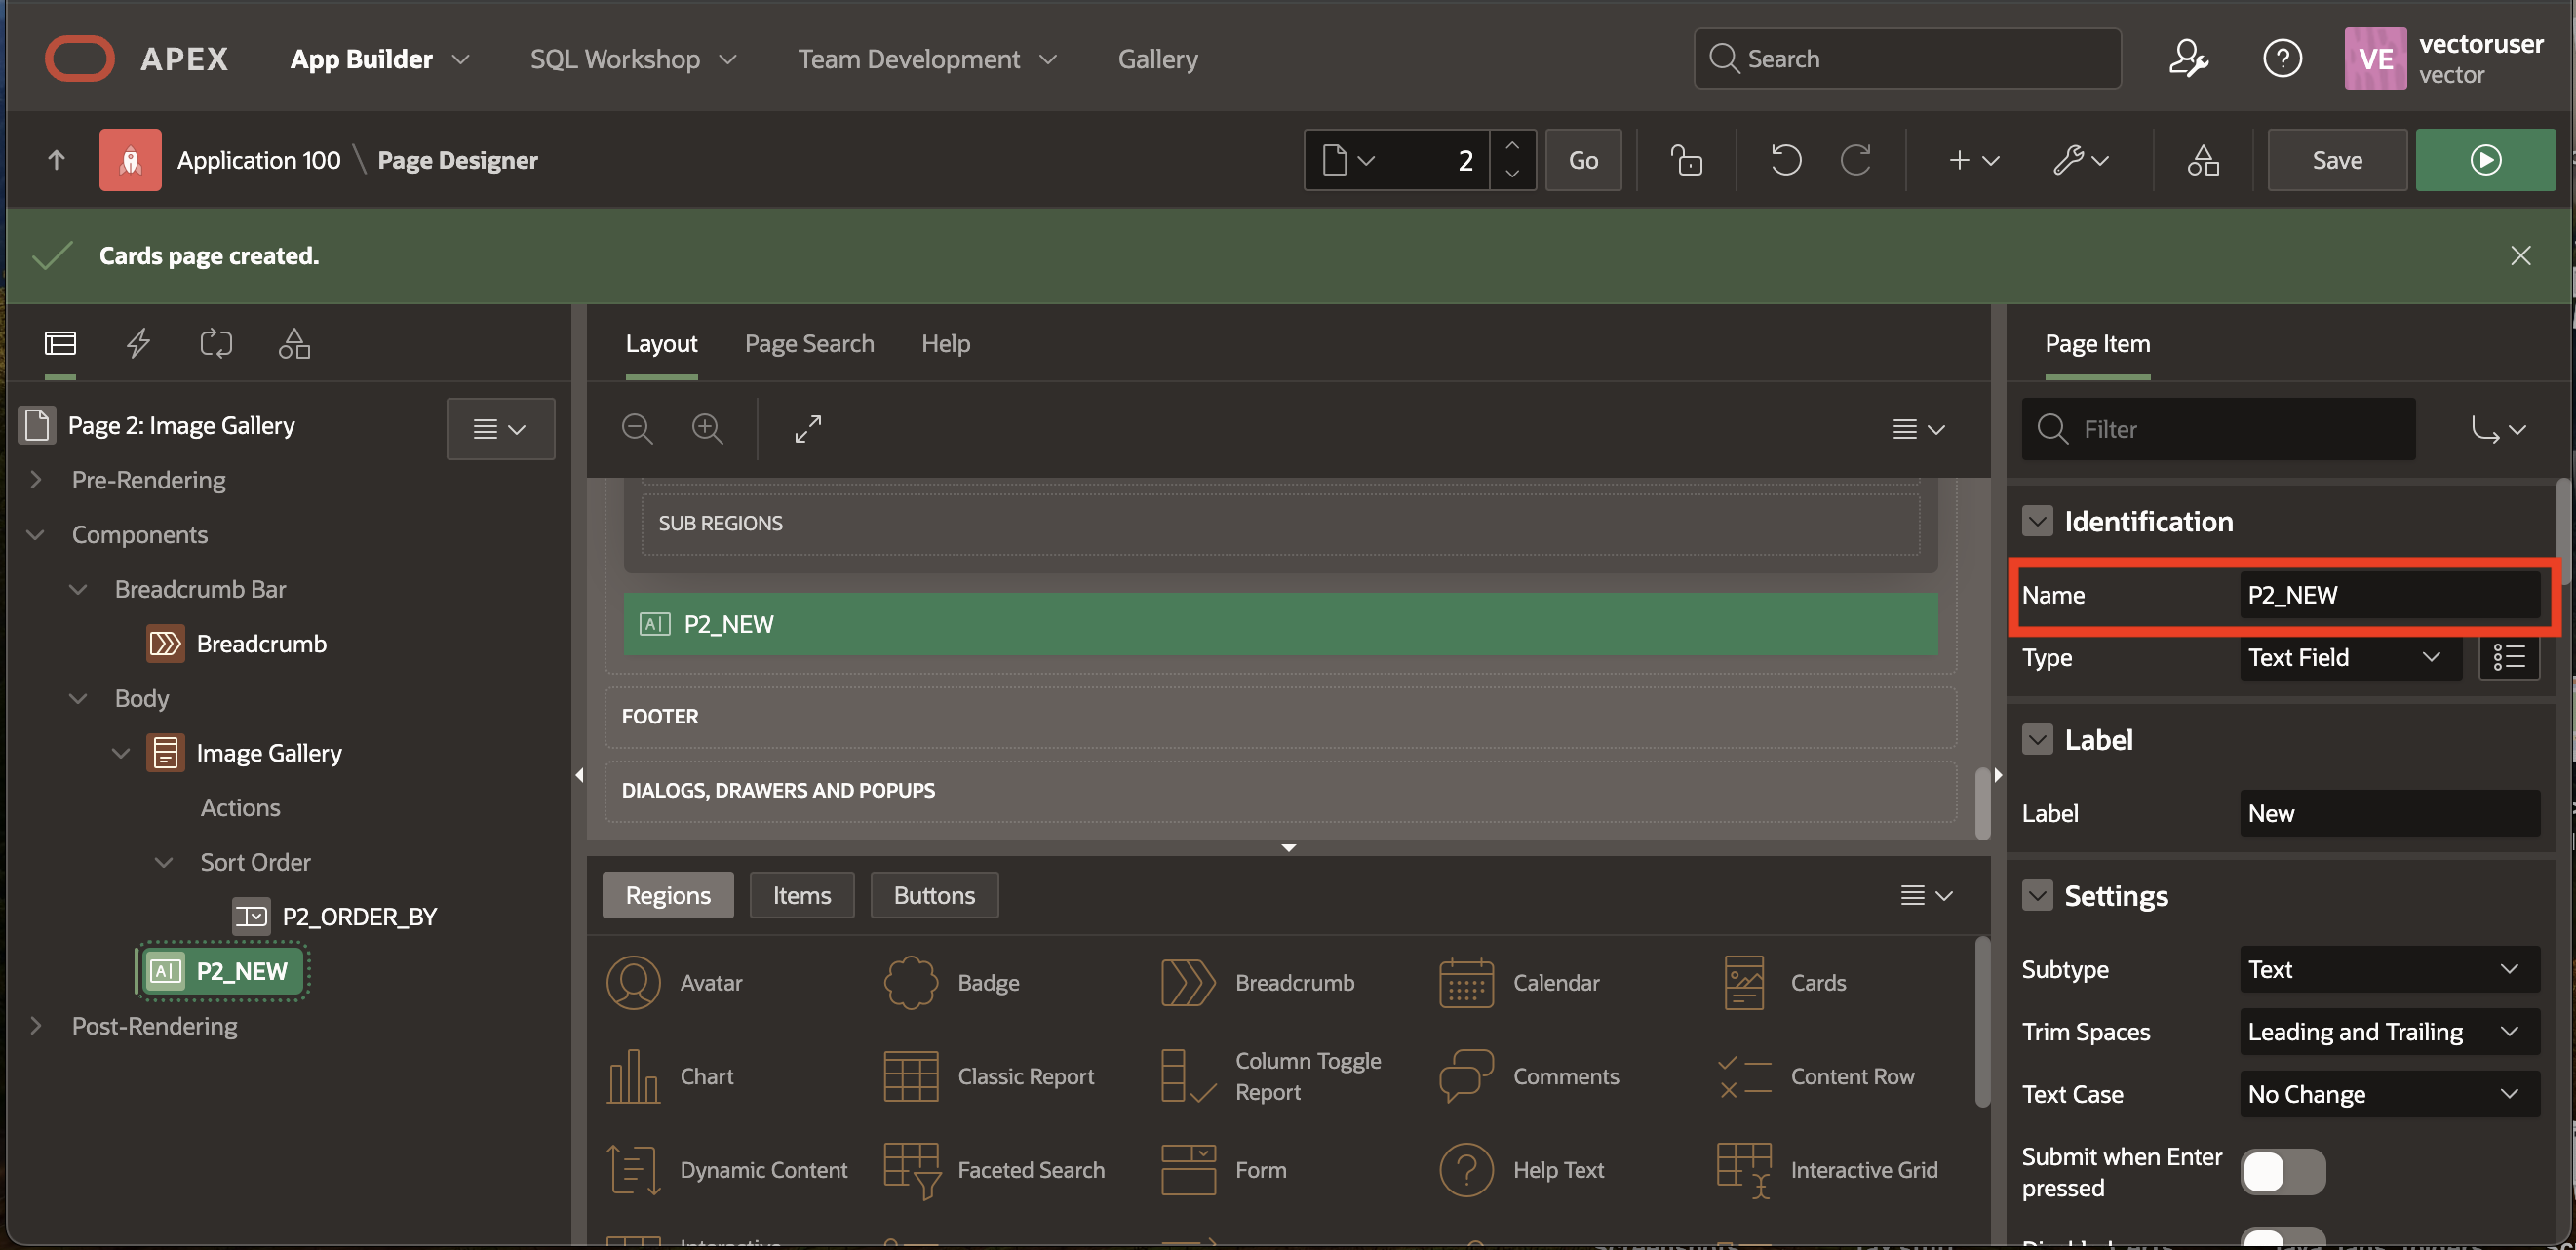 APEX App Builder SQL Workshop Team Development Gallery Search VE vectoruser
vector
Application 100 \ Page Designer 2 Go Save
Cards page created.
Page 2: Image Gallery
Pre-Rendering
Components
Breadcrumb Bar
Breadcrumb
Body
Image Gallery
Actions
Sort Order
P2_ORDER_BY
P2_NEW
Post-Rendering
Layout Page Search Help
SUB REGIONS
P2_NEW
FOOTER
DIALOGS, DRAWERS AND POPUPS
Regions Items Buttons
Avatar Badge Breadcrumb Calendar Cards
Chart Classic Report Column Toggle
Report Comments Content Row
Dynamic Content Faceted Search Form Help Text Interactive Grid
Page Item
Filter
Identification
Name P2_NEW
Type Text Field
Label
Label New
Settings
Subtype Text
Trim Spaces Leading and Trailing
Text Case No Change
Submit when Enter
pressed